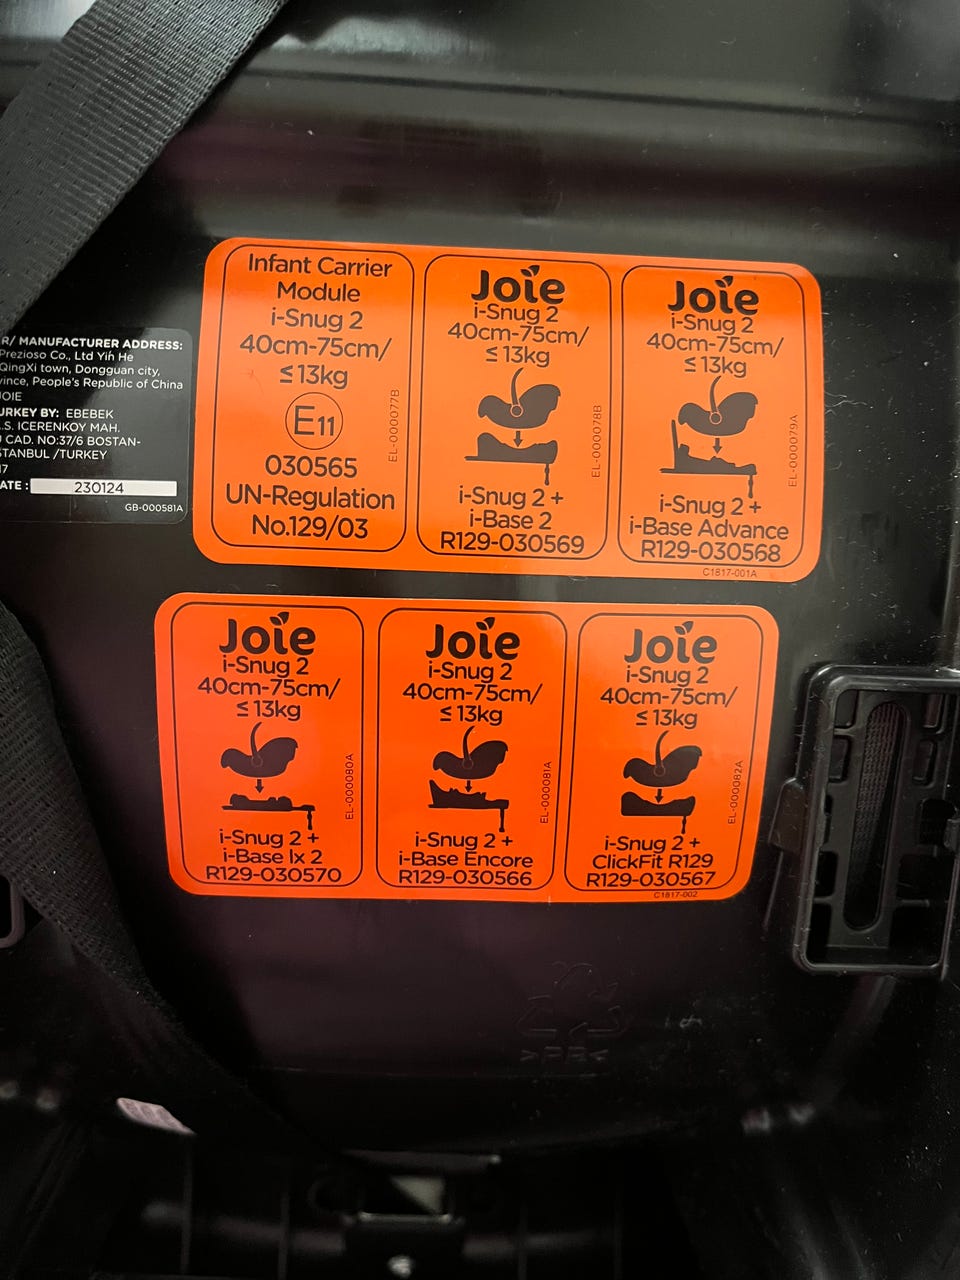 R/ MANUFACTURER ADDRESS:
Prezioso Co., Ltd Yin He
QingXi town, Dongguan city,
vince, People's Republic of China
JOIE
URKEY BY: EBEBEK
.S. ICERENKOY MAH.
CAD. NO:37/6 BOSTAN-
STANBUL /TURKEY
17
ATE : 230124
GB-000581A
Infant Carrier
Module
i-Snug 2
40cm-75cm/
≤13kg
E11
030565
UN-Regulation
No.129/03
EL-000077B
Joie
i-Snug 2
40cm-75cm/
≤13kg
i-Snug 2 +
i-Base 2
R129-030569
EL-000078B
Joie
i-Snug 2
40cm-75cm/
≤13kg
i-Snug 2 +
i-Base Advance
R129-030568
EL-000079A
C1817-001A
Joie
i-Snug 2
40cm-75cm/
≤13kg
i-Snug 2 +
i-Base lx 2
R129-030570
EL-000080A
Joie
i-Snug 2
40cm-75cm/
≤13kg
i-Snug 2 +
i-Base Encore
R129-030566
EL-000081A
Joie
i-Snug 2
40cm-75cm/
≤13kg
i-Snug 2 +
ClickFit R129
R129-030567
EL-000082A
C1817-002